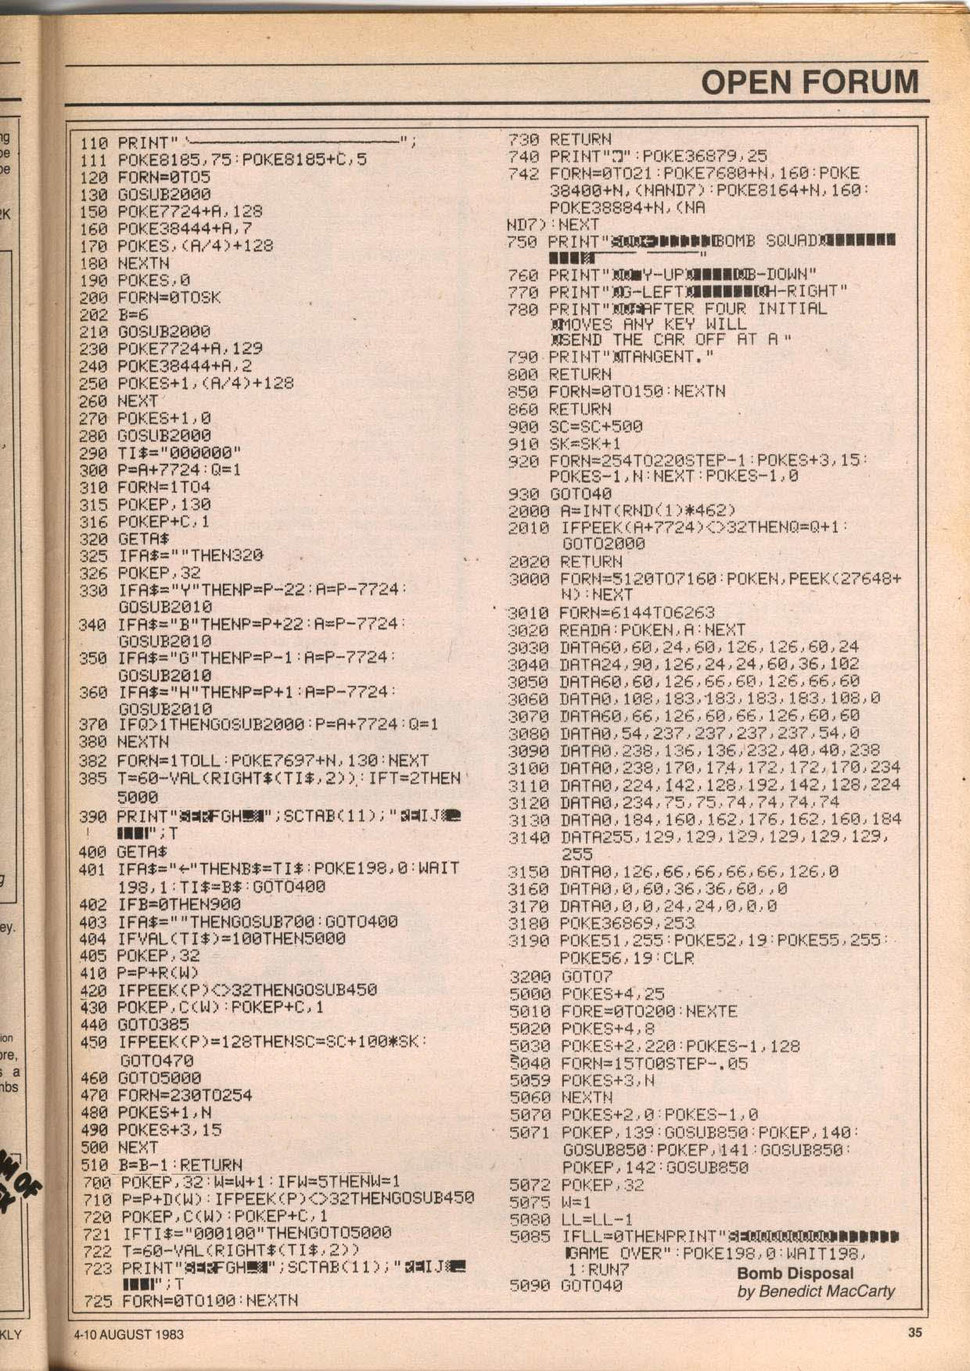 OPEN FORUM
110 PRINT" ";
111 POKE8185,75:POKE8185+C,5
120 FORN=0TO5
130 GOSUB2000
150 POKE7724+A,128
160 POKE38444+A,7
170 POKES,(A/4)+128
180 NEXTN
190 POKES,0
200 FORN=0TOSK
202 B=6
210 GOSUB2000
230 POKE7724+A,129
240 POKE38444+A,2
250 POKES+1,(A/4)+128
260 NEXT
270 POKES+1,0
280 GOSUB2000
290 TI$="000000"
300 P=A+7724:Q=1
310 FORN=1TO4
315 POKEP,130
316 POKEP+C,1
320 GETA$
325 IFA$=""THEN320
326 POKEP,32
330 IFA$="Y"THENP=P-22:A=P-7724:
GOSUB2010
340 IFA$="B"THENP=P+22:A=P-7724:
GOSUB2010
350 IFA$="G"THENP=P-1:A=P-7724:
GOSUB2010
360 IFA$="H"THENP=P+1:A=P-7724:
GOSUB2010
370 IFQ>1THENGOSUB2000:P=A+7724:Q=1
380 NEXTN
382 FORN=1TOLL:POKE7697+N,130:NEXT
385 T=60-VAL(RIGHT$(TI$,2)):IFT=2THEN
5000
390 PRINT" FGH ";SCTAB(11);" IJ
";T
400 GETA$
401 IFA$="←"THENB$=TI$:POKE198,0:WAIT
198,1:TI$=B$:GOTO400
402 IFB=0THEN900
403 IFA$=""THENGOSUB700:GOTO400
404 IFVAL(TI$)=100THEN5000
405 POKEP,32
410 P=P+R(W)
420 IFPEEK(P)<>32THENGOSUB450
430 POKEP,C(W):POKEP+C,1
440 GOTO385
450 IFPEEK(P)=128THENSC=SC+100*SK:
GOTO470
460 GOTO5000
470 FORN=230TO254
480 POKES+1,N
490 POKES+3,15
500 NEXT
510 B=B-1:RETURN
700 POKEP,32:W=W+1:IFW=5THENW=1
710 P=P+D(W):IFPEEK(P)<>32THENGOSUB450
720 POKEP,C(W):POKEP+C,1
721 IFTI$="000100"THENGOTO5000
722 T=60-VAL(RIGHT$(TI$,2))
723 PRINT" FGH ";SCTAB(11);" IJ
";T
725 FORN=0TO100:NEXTN
730 RETURN
740 PRINT" ":POKE36879,25
742 FORN=0TO21:POKE7680+N,160:POKE
38400+N,(NAND7):POKE8164+N,160:
POKE38884+N,(NA
ND7):NEXT
750 PRINT" BOMB SQUAD
"
760 PRINT" Y-UP B-DOWN"
770 PRINT" G-LEFT H-RIGHT"
780 PRINT" AFTER FOUR INITIAL
MOVES ANY KEY WILL
SEND THE CAR OFF AT A "
790 PRINT" TANGENT."
800 RETURN
850 FORN=0TO150:NEXTN
860 RETURN
900 SC=SC+500
910 SK=SK+1
920 FORN=254TO220STEP-1:POKES+3,15:
POKES-1,N:NEXT:POKES-1,0
930 GOTO40
2000 A=INT(RND(1)*462)
2010 IFPEEK(A+7724)<>32THENQ=Q+1:
GOTO2000
2020 RETURN
3000 FORN=5120TO7160:POKEN,PEEK(27648+
N):NEXT
3010 FORN=6144TO6263
3020 READA:POKEN,A:NEXT
3030 DATA60,60,24,60,126,126,60,24
3040 DATA24,90,126,24,24,60,36,102
3050 DATA60,60,126,66,60,126,66,60
3060 DATA0,108,183,183,183,183,108,0
3070 DATA60,66,126,60,66,126,60,60
3080 DATA0,54,237,237,237,237,54,0
3090 DATA0,238,136,136,232,40,40,238
3100 DATA0,238,170,174,172,172,170,234
3110 DATA0,224,142,128,192,142,128,224
3120 DATA0,234,75,75,74,74,74,74
3130 DATA0,184,160,162,176,162,160,184
3140 DATA255,129,129,129,129,129,129,
255
3150 DATA0,126,66,66,66,66,126,0
3160 DATA0,0,60,36,36,60,,0
3170 DATA0,0,0,24,24,0,0,0
3180 POKE36869,253
3190 POKE51,255:POKE52,19:POKE55,255:
POKE56,19:CLR
3200 GOTO7
5000 POKES+4,25
5010 FORE=0TO200:NEXTE
5020 POKES+4,8
5030 POKES+2,220:POKES-1,128
5040 FORN=15TO0STEP-.05
5059 POKES+3,N
5060 NEXTN
5070 POKES+2,0:POKES-1,0
5071 POKEP,139:GOSUB850:POKEP,140:
GOSUB850:POKEP,141:GOSUB850:
POKEP,142:GOSUB850
5072 POKEP,32
5075 W=1
5080 LL=LL-1
5085 IFLL=0THENPRINT"
GAME OVER":POKE198,0:WAIT198,
1:RUN7
5090 GOTO40
Bomb Disposal
by Benedict MacCarty
4-10 AUGUST 1983
35